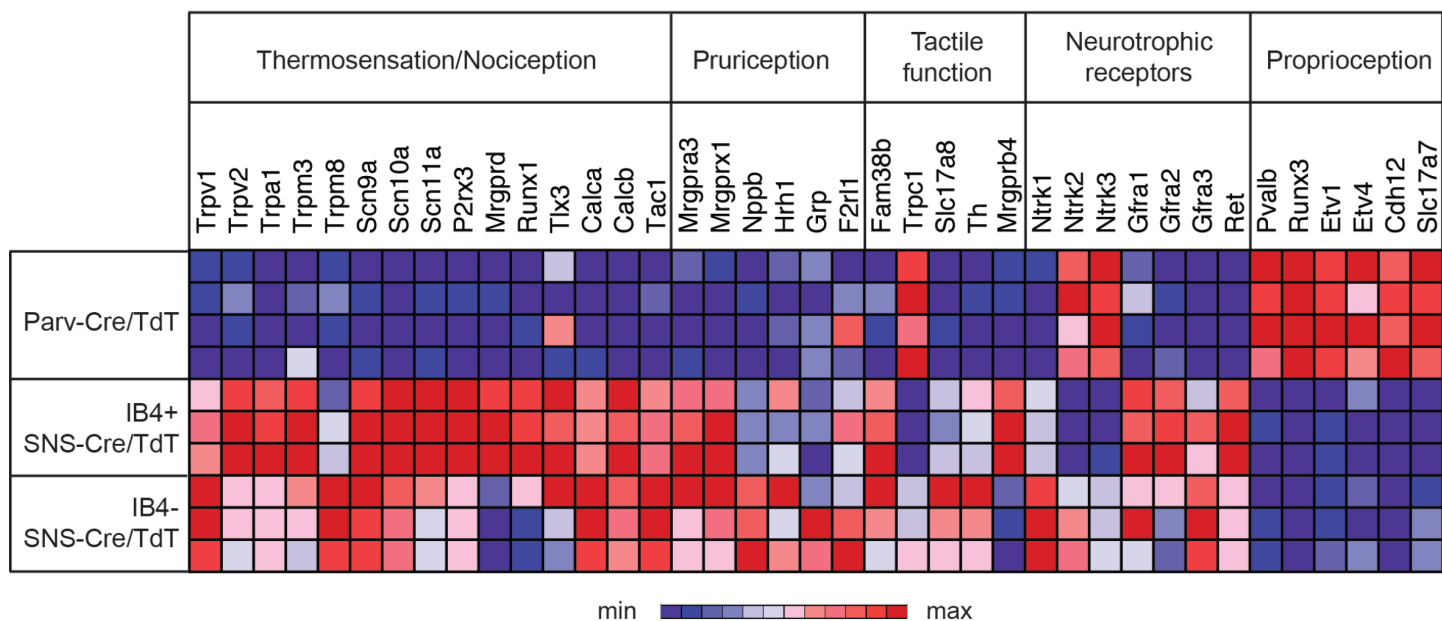 Thermosensation/Nociception
Pruriception
Tactile
function
Neurotrophic
receptors
Proprioception
Trpv1
Trpv2
Trpa1
Trpm3
Trpm8
Scn9a
Scn10a
Scn11a
P2rx3
Mrgprd
Runx1
Tlx3
Calca
Calcb
Tac1
Mrgpra3
Mrgprx1
Nppb
Hrh1
Grp
F2rl1
Fam38b
Trpc1
Slc17a8
Th
Mrgprb4
Ntrk1
Ntrk2
Ntrk3
Gfra1
Gfra2
Gfra3
Ret
Pvalb
Runx3
Etv1
Etv4
Cdh12
Slc17a7
Parv-Cre/TdT
IB4+
SNS-Cre/TdT
IB4-
SNS-Cre/TdT
min
max